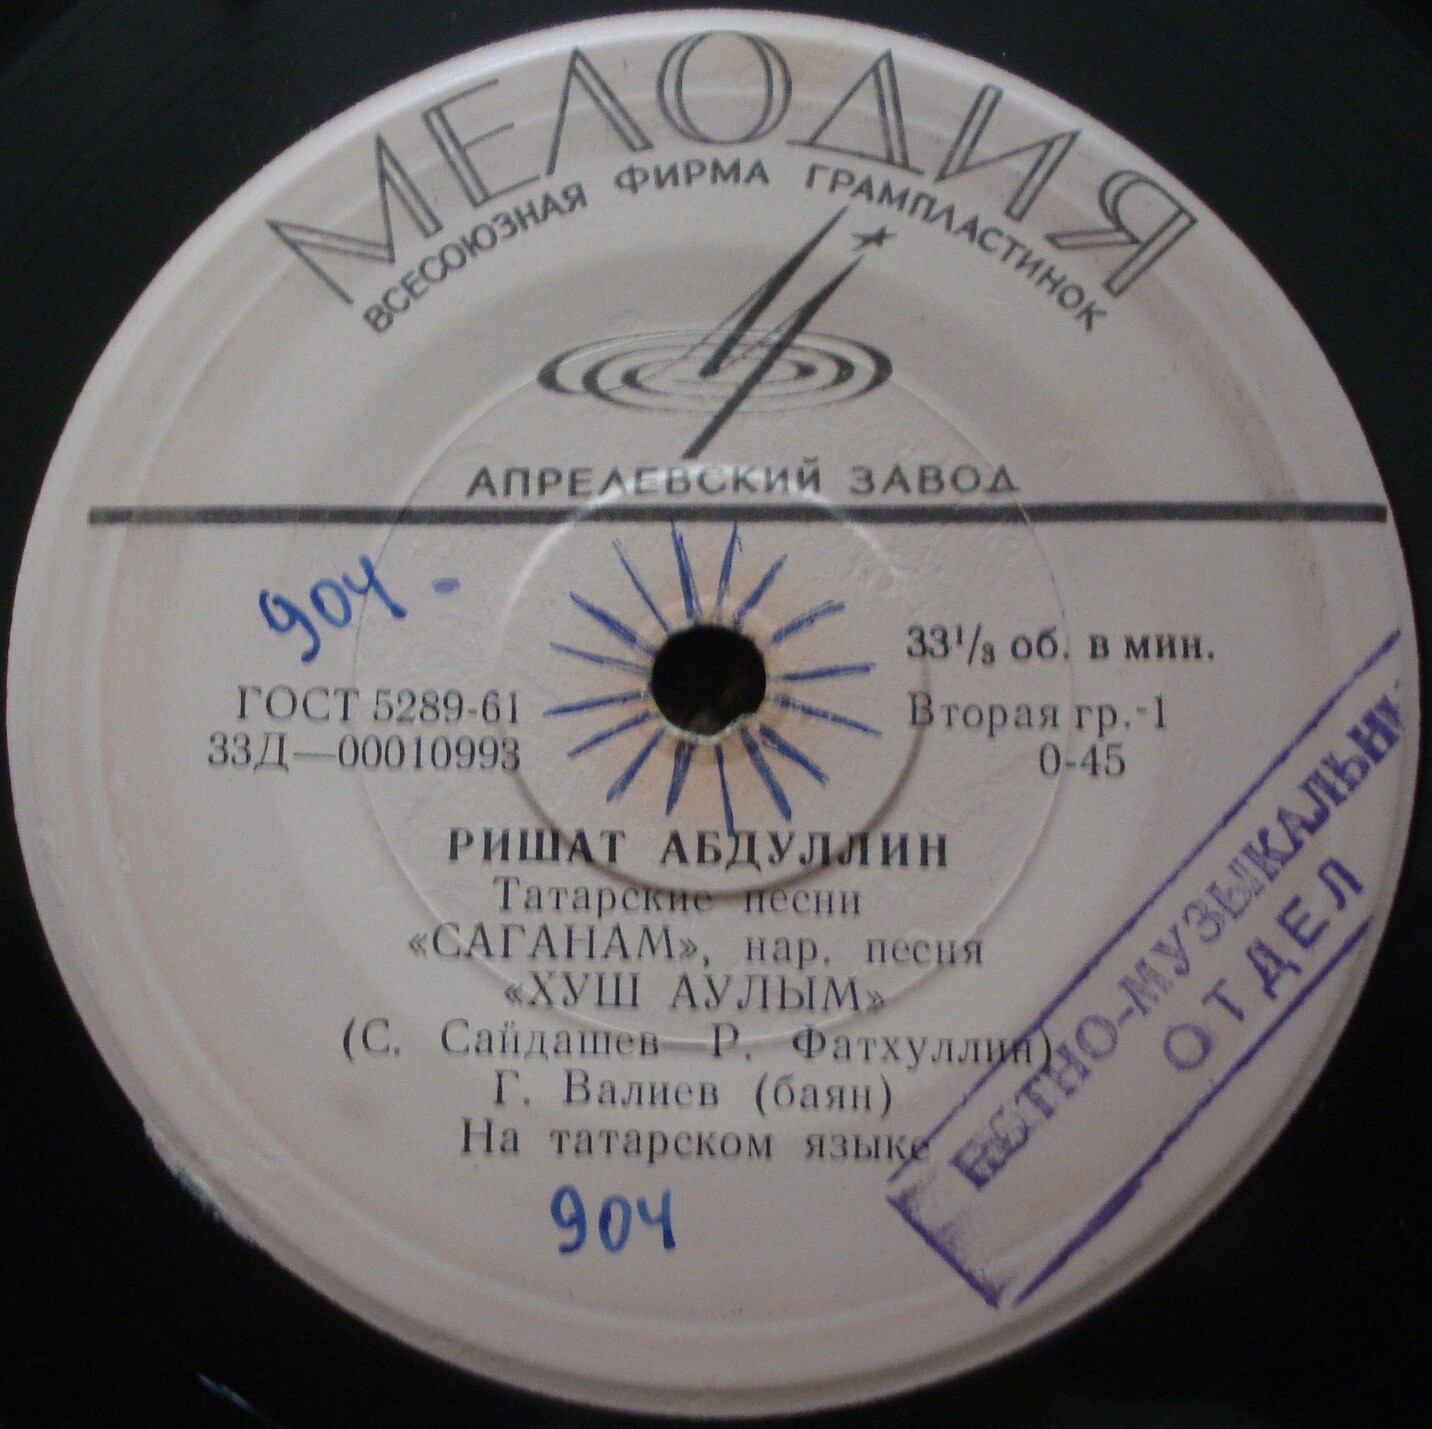 МЕЛОДИЯ
ВСЕСОЮЗНАЯ ФИРМА ГРАМПЛАСТИНОК
АПРЕЛЕВСКИЙ ЗАВОД
904 -
33¹/₃ об. в мин.
ГОСТ 5289-61
Вторая гр.-1
33Д—00010993
0-45
РИШАТ АБДУЛЛИН
Татарские песни
«САГАНАМ», нар. песня
«ХУШ АУЛЫМ»
(С. Сайдашев—Р. Фатхуллин)
Г. Валиев (баян)
На татарском языке
904
ОТДЕЛ